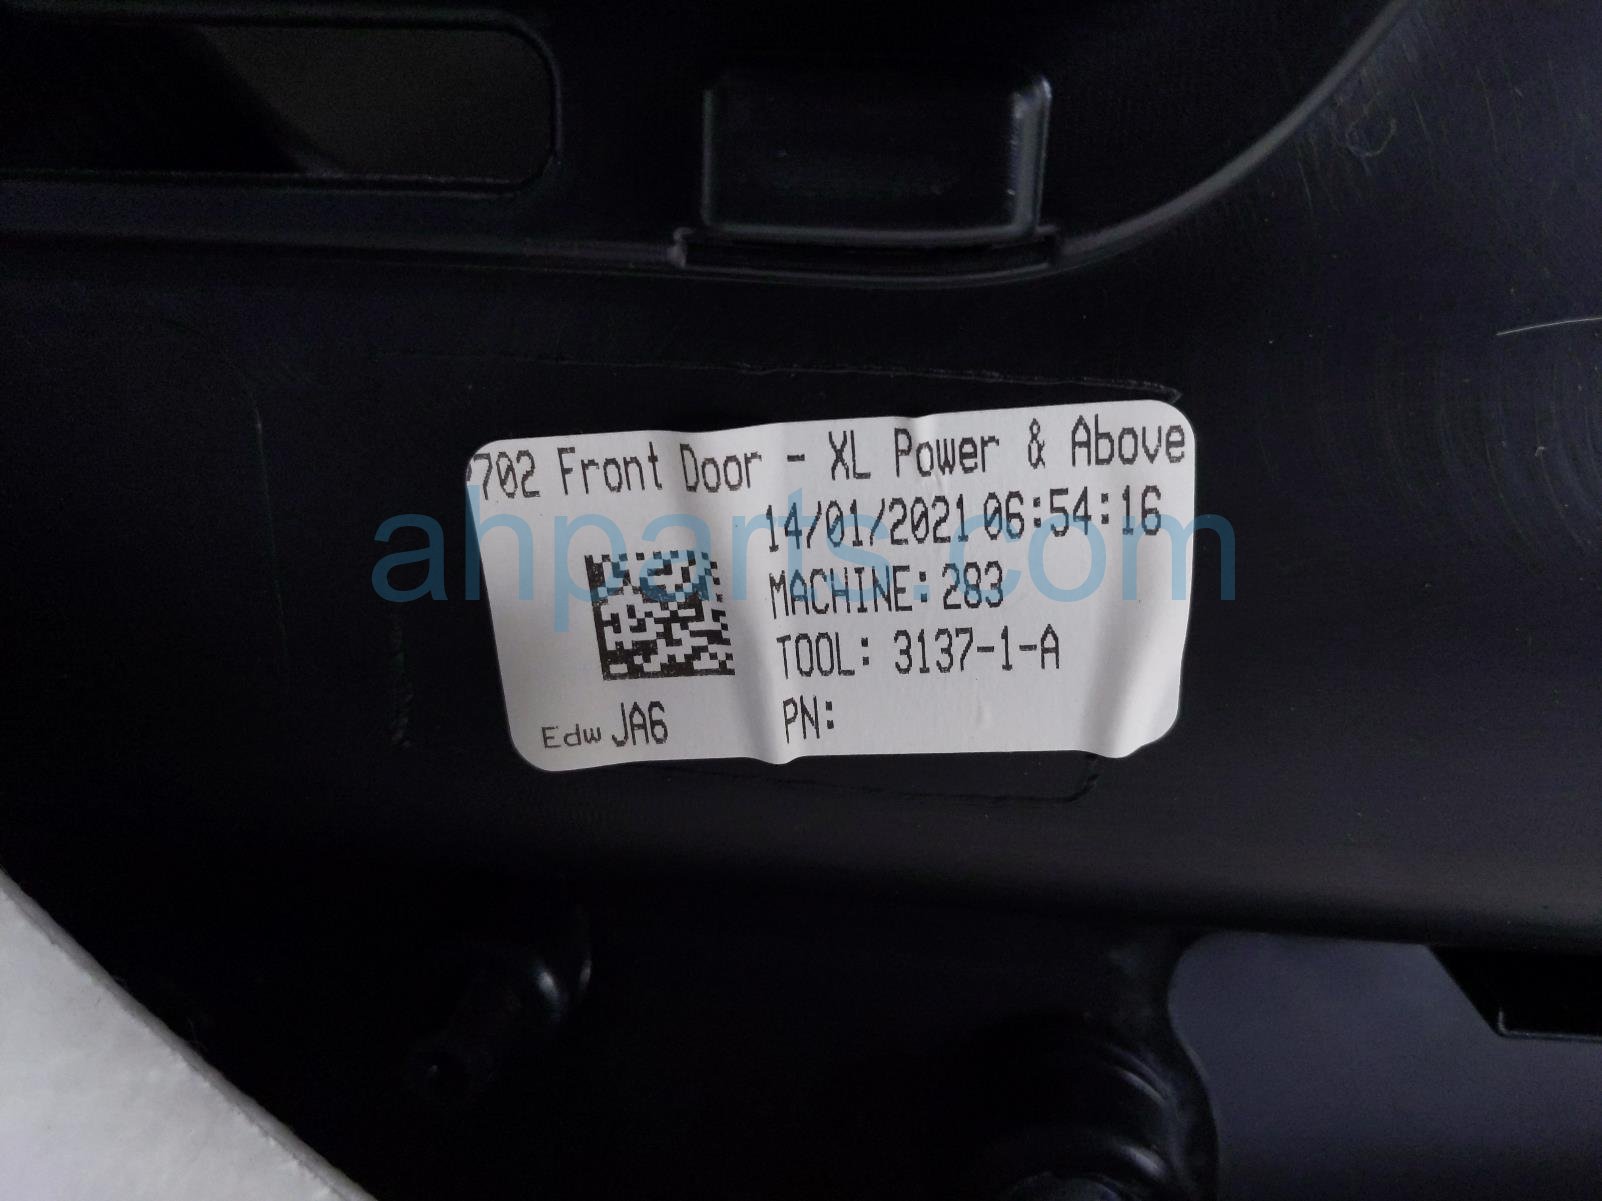 P702 Front Door - XL Power & Above
14/01/2021 06:54:16
MACHINE: 283
TOOL: 3137-1-A
PN:
Edw JA6
ahparts.com